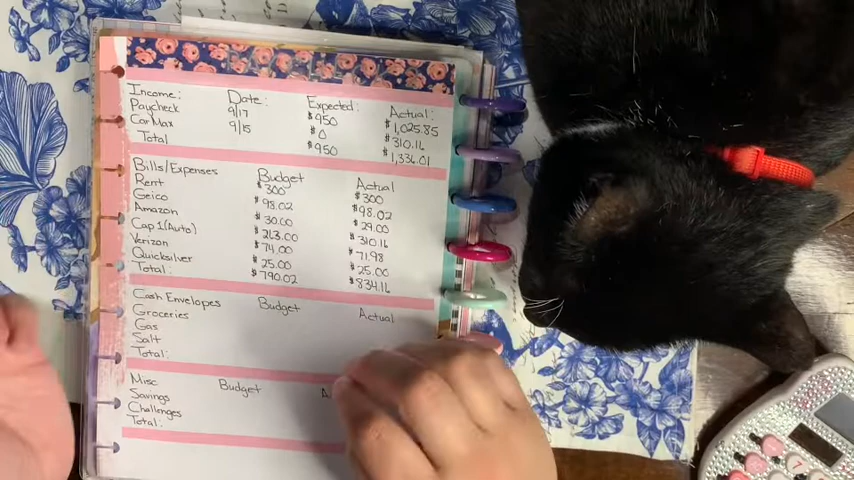 Income: Date: Expected: Actual:
Paycheck 9/17 $950 $1,025.85
CarMax 9/15 $0 $310.16
Total: $950 $1,336.01
Bills/Expenses Budget Actual
Rent $300 $300
Geico $98.02 $98.02
Amazon $30.00 $29.00
Cap 1 (Auto) $213.00 $310.16
Verizon $74.00 $71.98
Quicksilver $25.00 $25.00
Total: $790.02 $834.16
Cash Envelopes Budget Actual
Groceries
Gas
Salt
Total:
Misc Budget A
Savings
Challenges
Total: